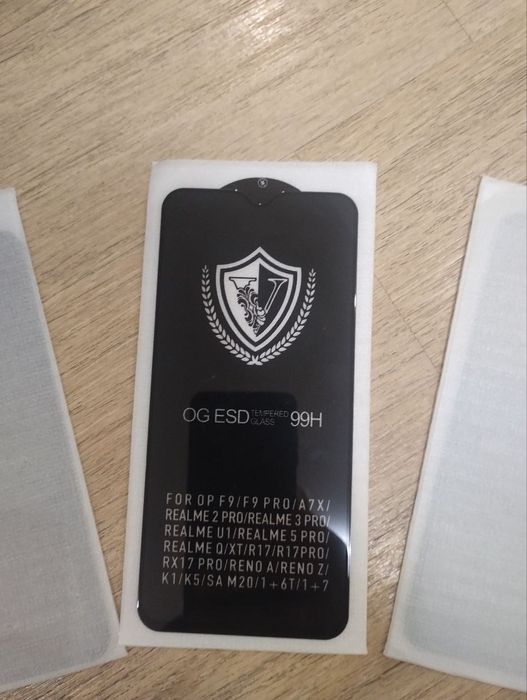 V
OG ESD TEMPERED GLASS 99H
FOR OP F9/F9 PRO/A7X/
REALME 2 PRO/REALME 3 PRO/
REALME U1/REALME 5 PRO/
REALME Q/XT/R17/R17PRO/
RX17 PRO/RENO A/RENO Z/
K1/K5/SA M20/1+6T/1+7